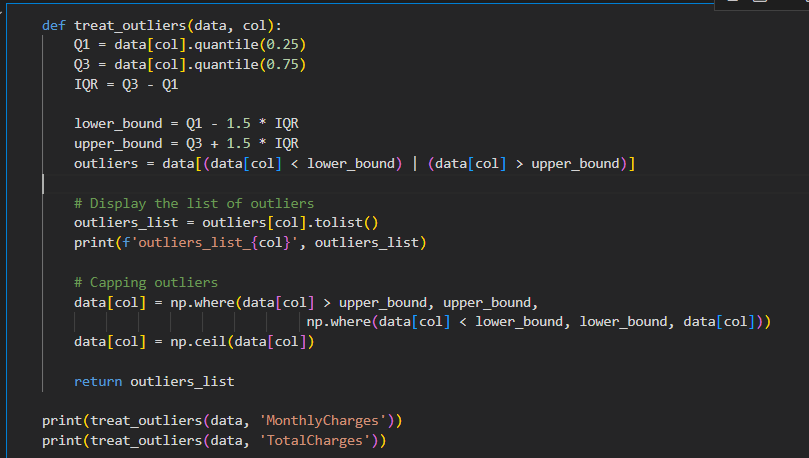 def treat_outliers(data, col):
    Q1 = data[col].quantile(0.25)
    Q3 = data[col].quantile(0.75)
    IQR = Q3 - Q1
    lower_bound = Q1 - 1.5 * IQR
    upper_bound = Q3 + 1.5 * IQR
    outliers = data[(data[col] < lower_bound) | (data[col] > upper_bound)]
    # Display the list of outliers
    outliers_list = outliers[col].tolist()
    print(f'outliers_list_{col}', outliers_list)
    # Capping outliers
    data[col] = np.where(data[col] > upper_bound, upper_bound,
                                 np.where(data[col] < lower_bound, lower_bound, data[col]))
    data[col] = np.ceil(data[col])
    return outliers_list
print(treat_outliers(data, 'MonthlyCharges'))
print(treat_outliers(data, 'TotalCharges'))